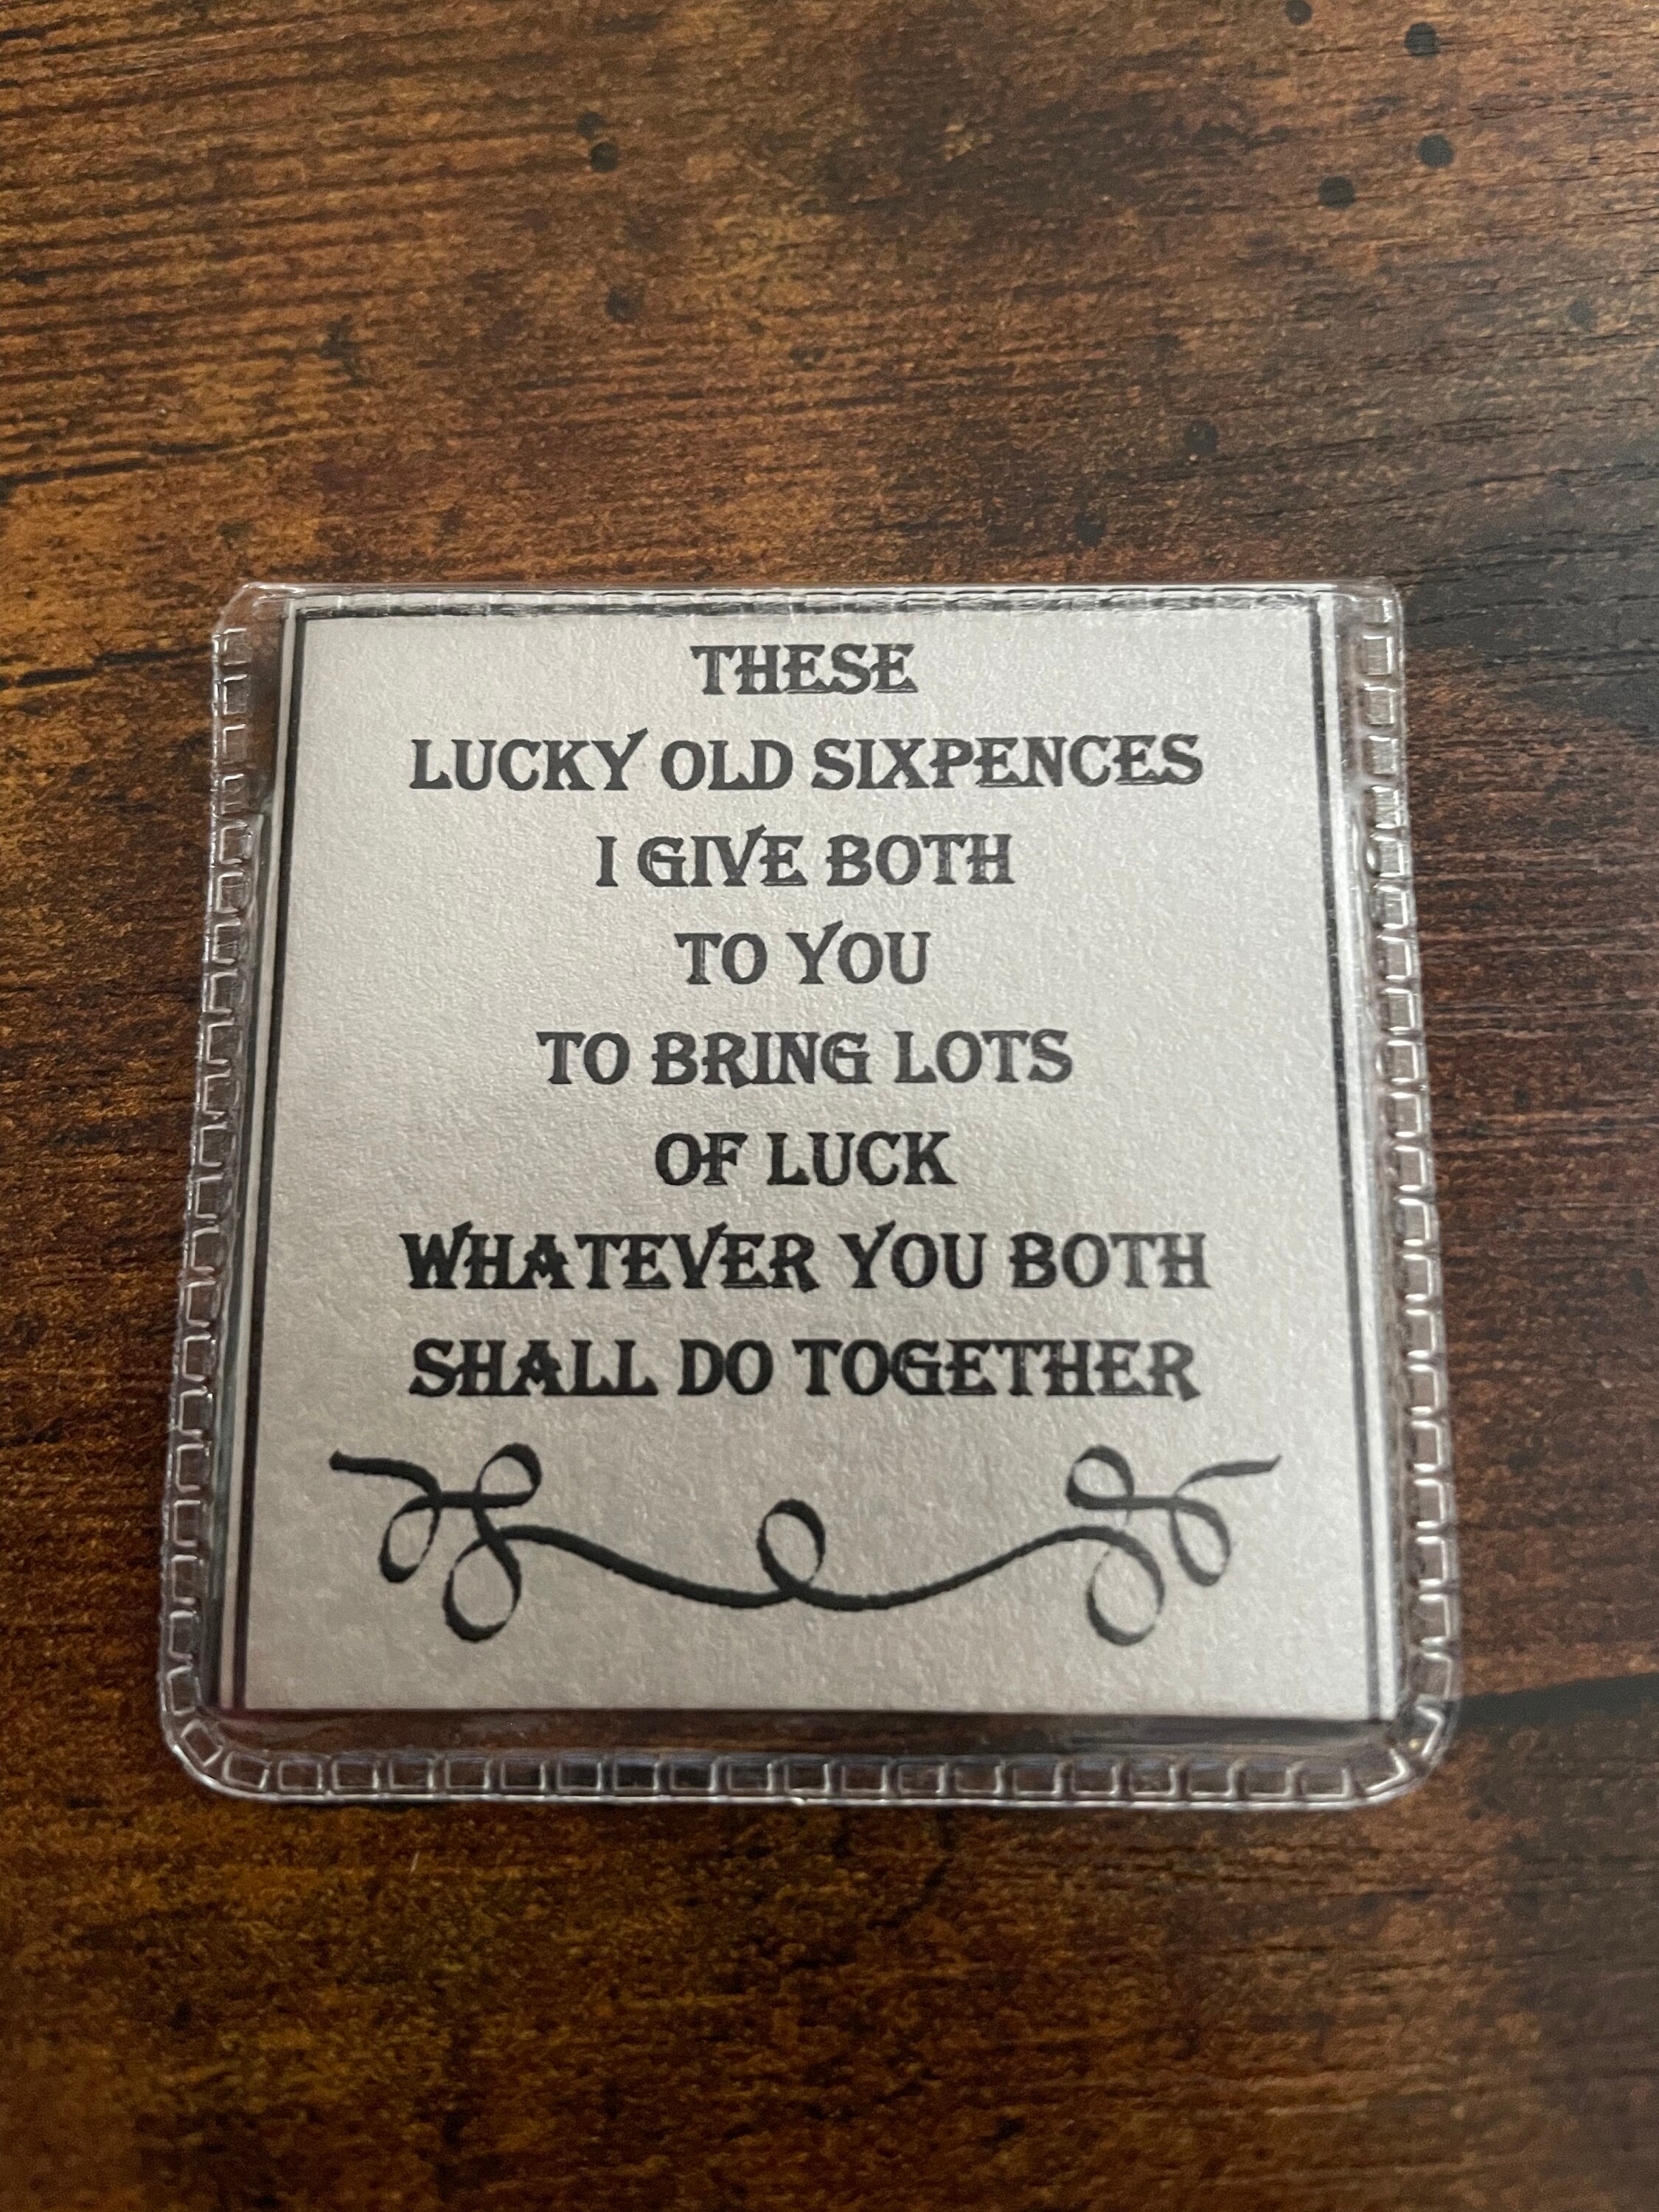 THESE
LUCKY OLD SIXPENCES
I GIVE BOTH
TO YOU
TO BRING LOTS
OF LUCK
WHATEVER YOU BOTH
SHALL DO TOGETHER